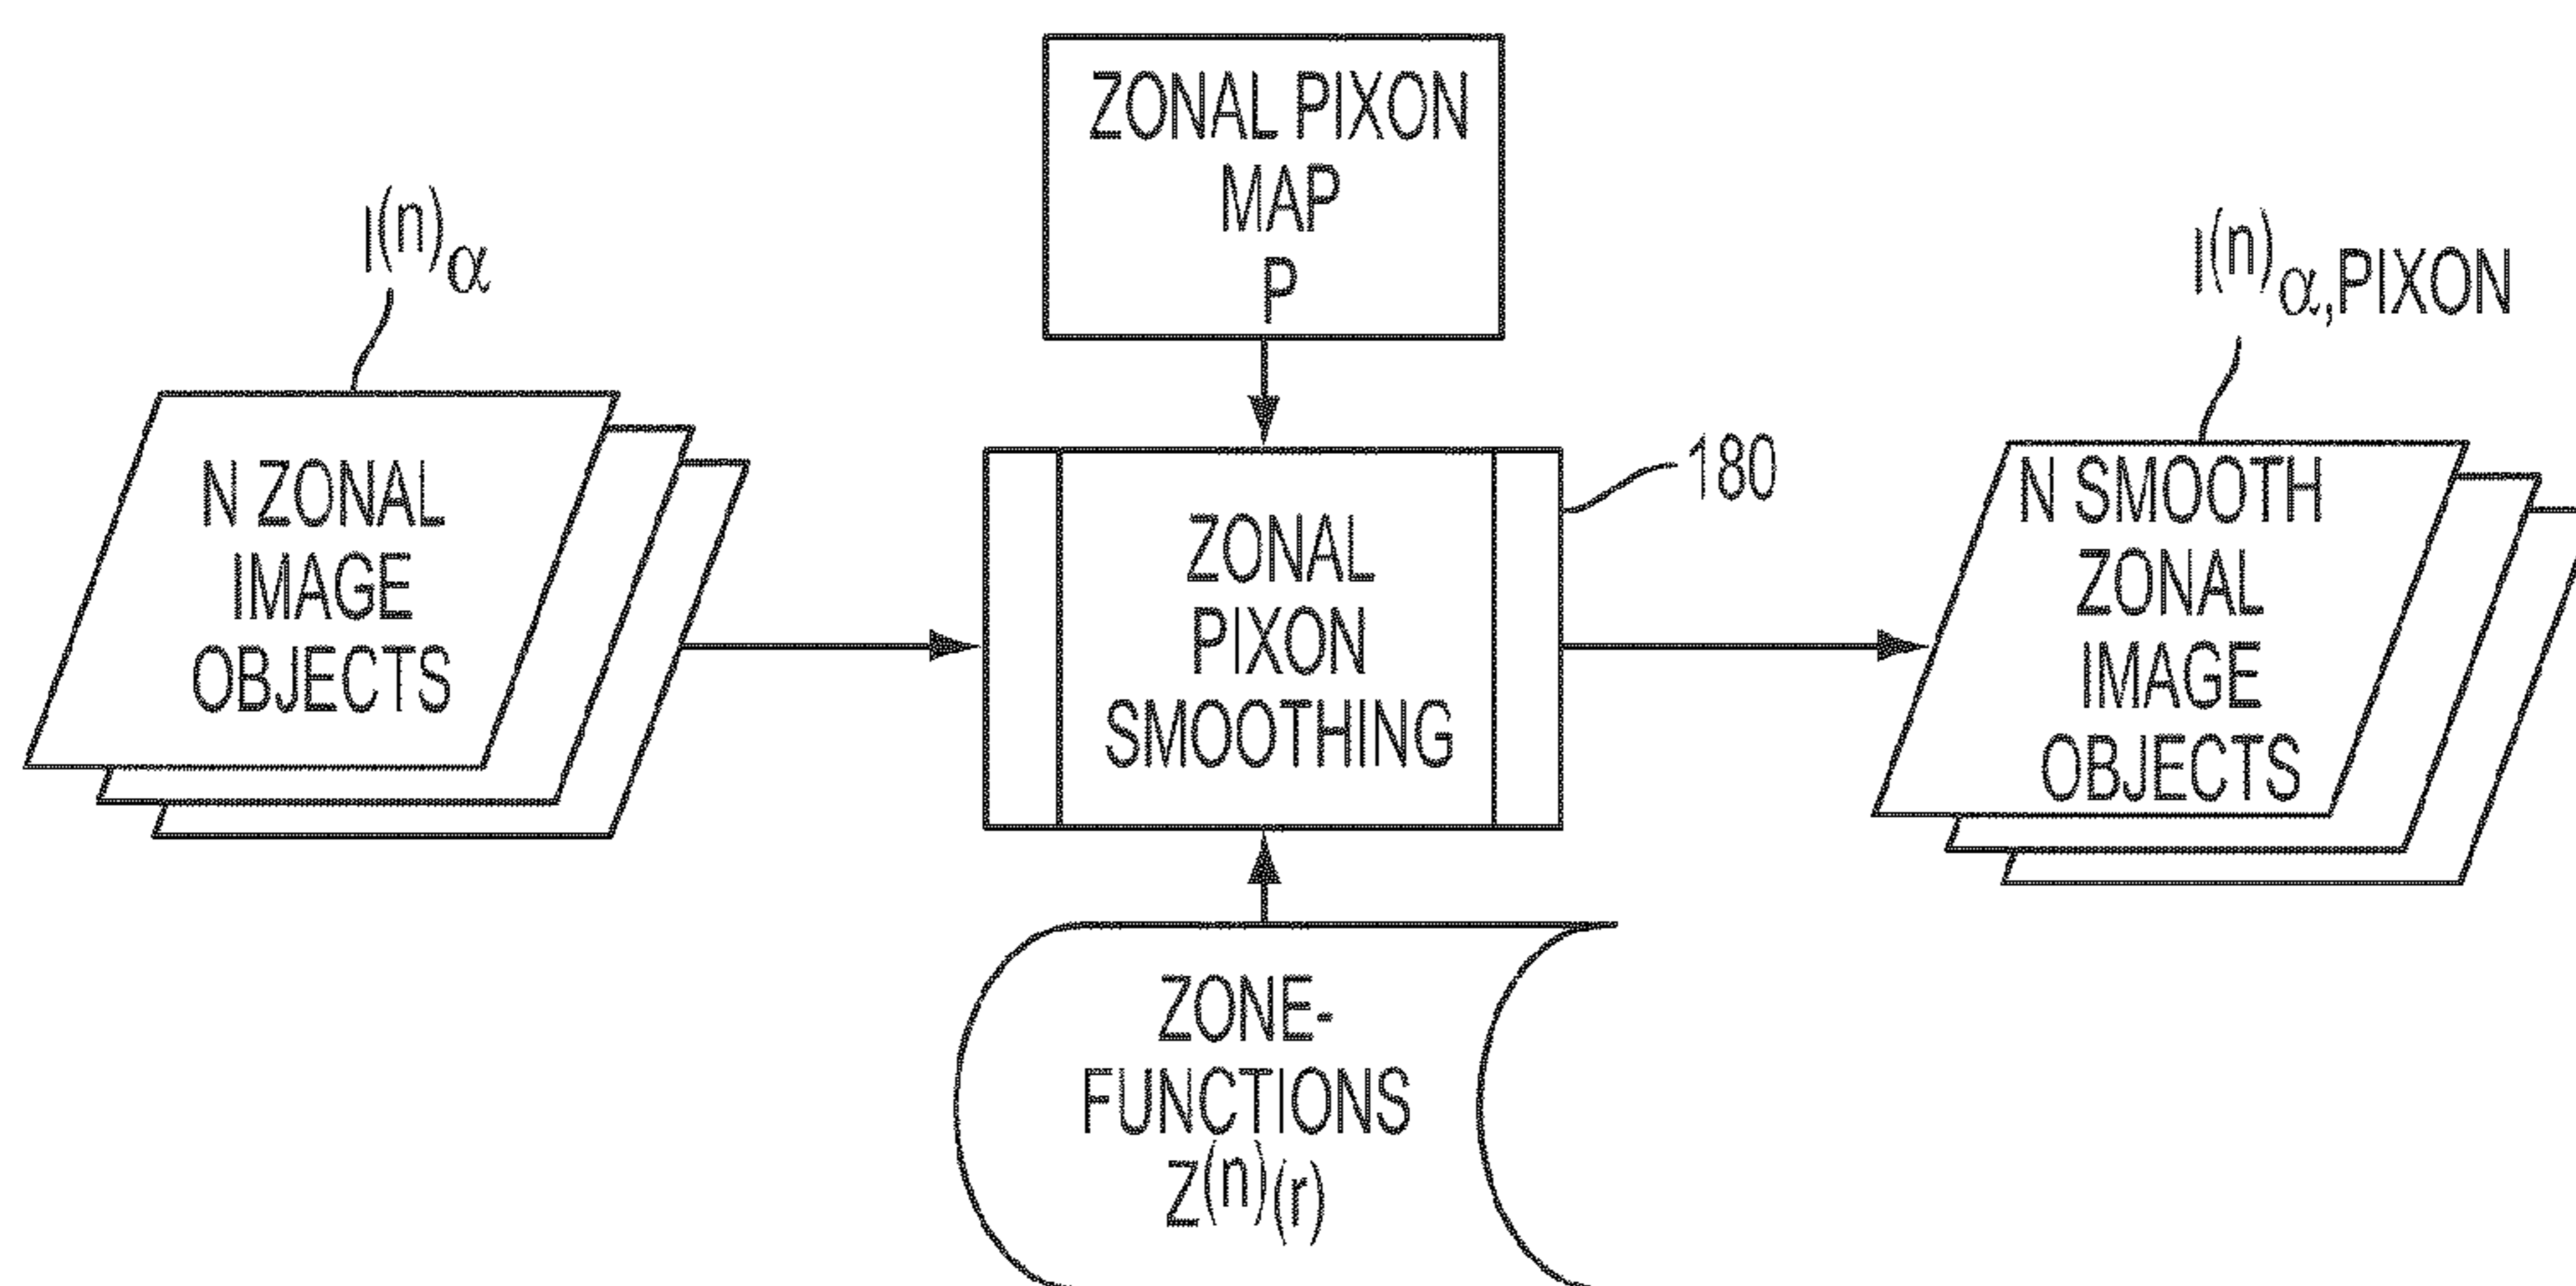 ZONAL PIXON
MAP
P
I(n)α
I(n)α,PIXON
N ZONAL
IMAGE
OBJECTS
180
ZONAL
PIXON
SMOOTHING
N SMOOTH
ZONAL
IMAGE
OBJECTS
ZONE-
FUNCTIONS
Z(n)(r)